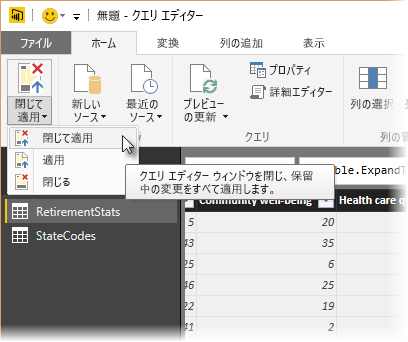 無題 - クエリ エディター
ファイル ホーム 変換 列の追加 表示
閉じて
適用
新しい
ソース
最近の
ソース
プレビュー
の更新
プロパティ
詳細エディター
列の選択
クエリ
列の
閉じて適用
適用
閉じる
クエリ エディター ウィンドウを閉じ、保留
中の変更をすべて適用します。
ble.ExpandT
RetirementStats
StateCodes
Community well-being Health care q
5 20
43 35
25 6
46 25
22 19
41 2